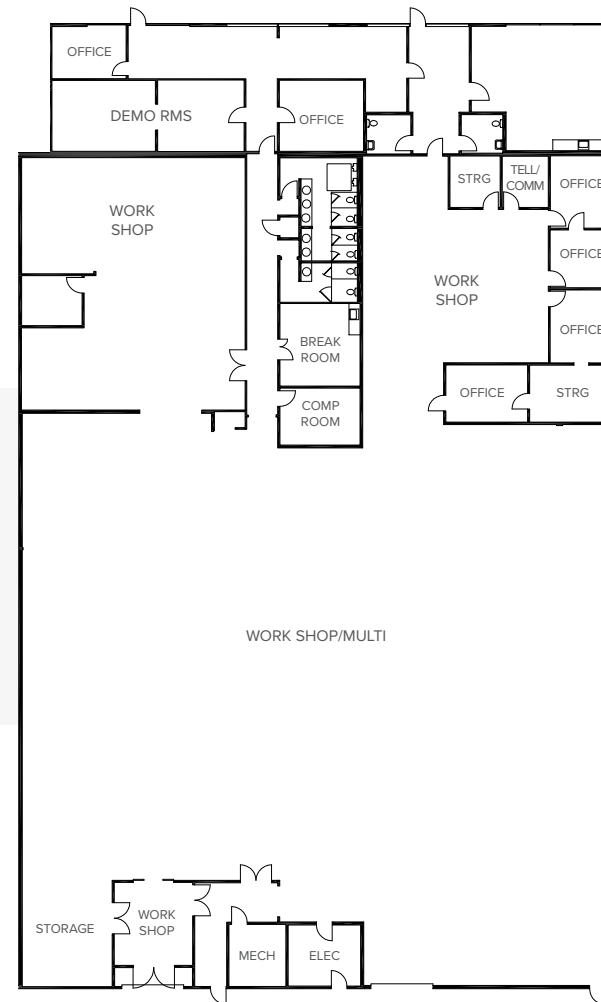 OFFICE
DEMO RMS
OFFICE
STRG
TELL/
COMM
OFFICE
WORK
SHOP
OFFICE
WORK
SHOP
OFFICE
BREAK
ROOM
OFFICE
STRG
COMP
ROOM
WORK SHOP/MULTI
STORAGE
WORK
SHOP
MECH
ELEC